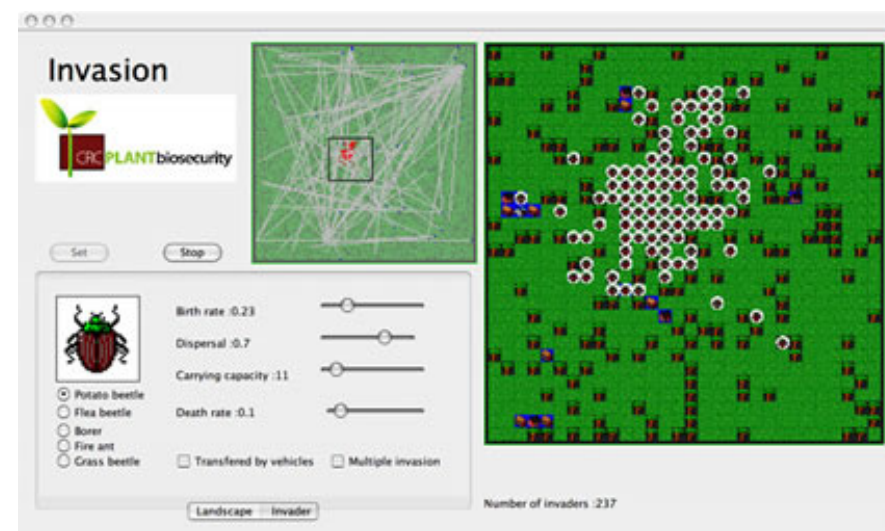 Invasion
CRC PLANTbiosecurity
Set
Stop
Birth rate :0.23
Dispersal :0.7
Carrying capacity :11
Potato beetle
Flea beetle
Death rate :0.1
Borer
Fire ant
Grass beetle
Transfered by vehicles
Multiple invasion
Landscape
Invader
Number of invaders :237